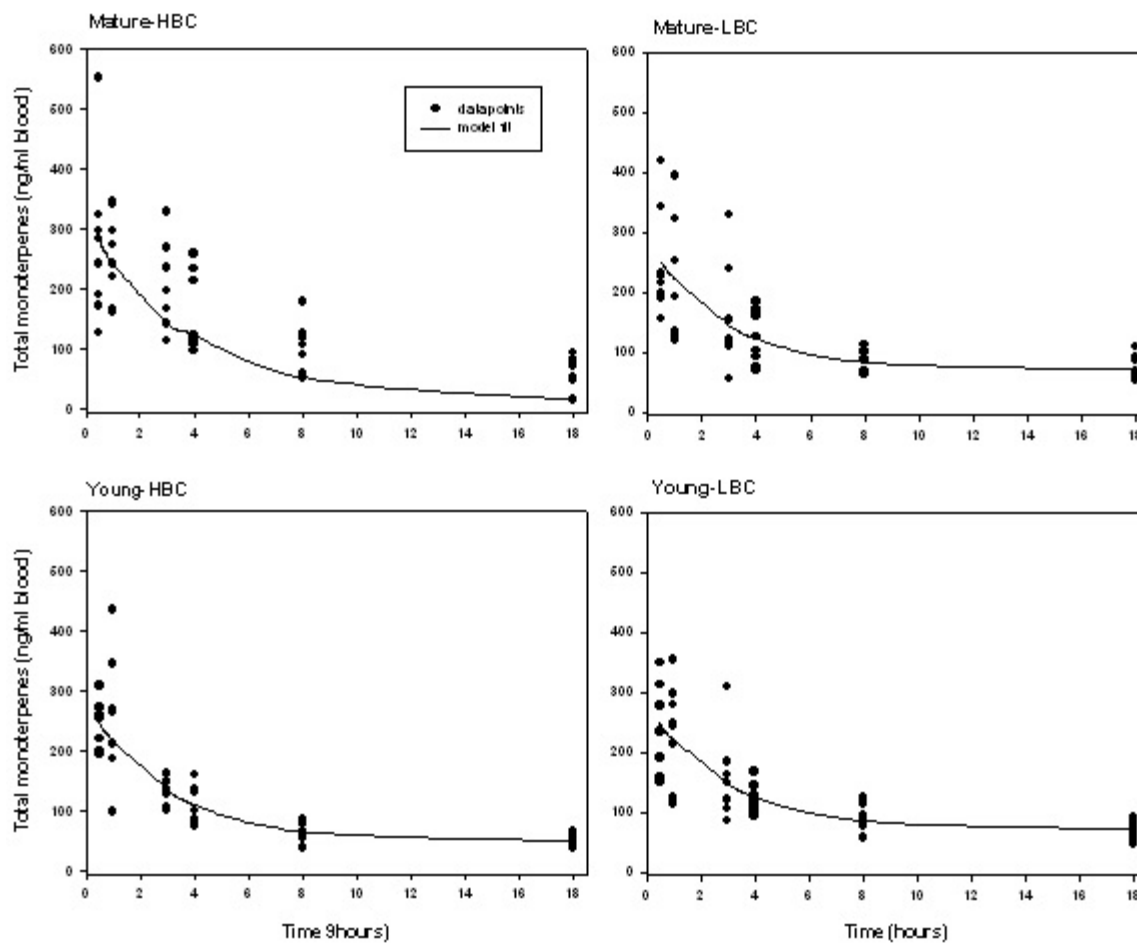 Mature-HBC
Mature-LBC
600
500
400
300
200
100
0
Total monoterpenes (ng/ml blood)
datapoints
model fit
0 2 4 6 8 10 12 14 16 18
600
500
400
300
200
100
0
0 2 4 6 8 10 12 14 16 18
Young-HBC
Young-LBC
600
500
400
300
200
100
0
Total monoterpenes (ng/ml blood)
0 2 4 6 8 10 12 14 16 18
Time 9hours)
600
500
400
300
200
100
0
0 2 4 6 8 10 12 14 16 18
Time (hours)